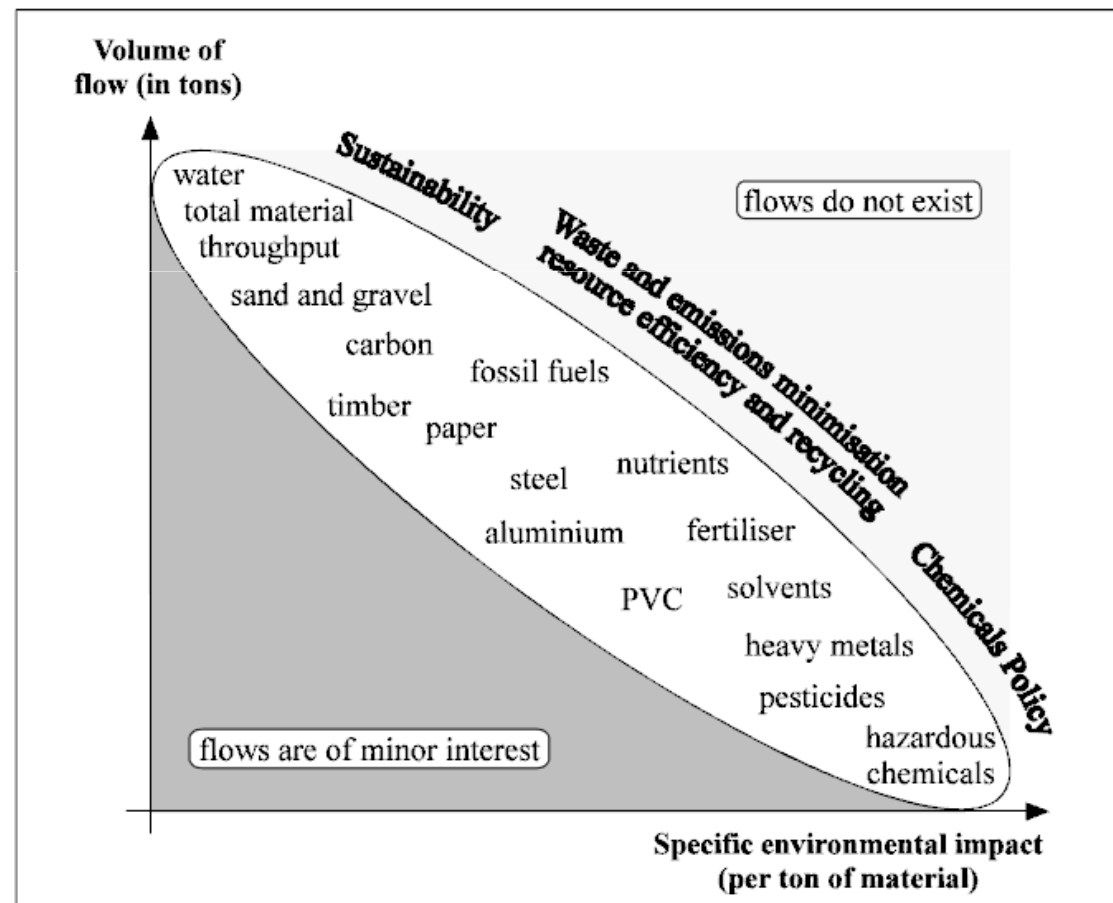 Volume of
flow (in tons)
Sustainability
Waste and emissions minimisation
resource efficiency and recycling
Chemicals Policy
flows do not exist
water
total material
throughput
sand and gravel
carbon
fossil fuels
timber
paper
nutrients
steel
aluminium
fertiliser
PVC
solvents
heavy metals
pesticides
hazardous
chemicals
flows are of minor interest
Specific environmental impact
(per ton of material)